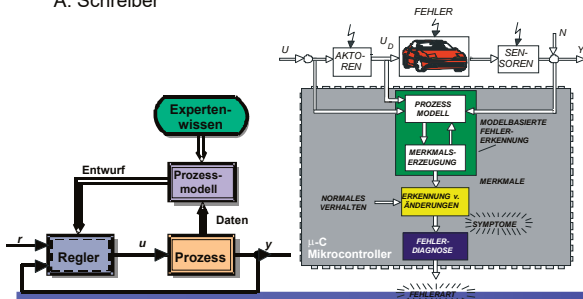 A. Schreiber
Experten-
wissen
Entwurf
Prozess-
modell
Daten
r
Regler
u
Prozess
y
FEHLER
U
AKTO-
REN
U_D
SEN-
SOREN
N
Y
PROZESS
MODELL
MODELBASIERTE
FEHLER-
ERKENNUNG
MERKMALS-
ERZEUGUNG
MERKMALE
NORMALES
VERHALTEN
ERKENNUNG v.
ÄNDERUNGEN
SYMPTOME
µ-C
Mikrocontroller
FEHLER-
DIAGNOSE
FEHLERART